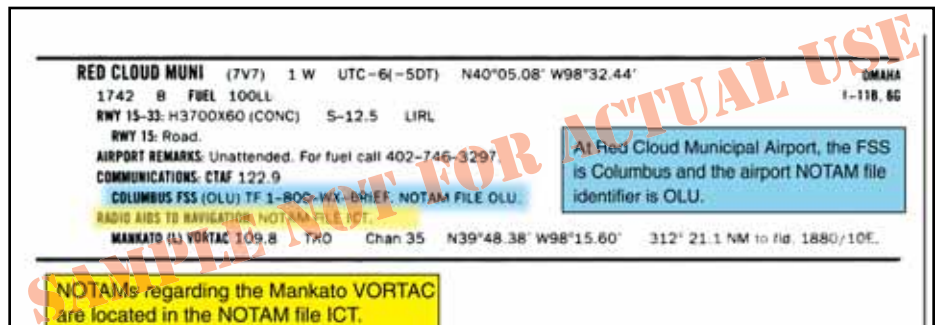 RED CLOUD MUNI (7V7) 1 W UTC-6(-5DT) N40°05.08' W98°32.44' OMAHA
1742 B FUEL 100LL I-11B, 6G
RWY 15-33: H3700X60 (CONC) S-12.5 LIRL
RWY 15: Road.
AIRPORT REMARKS: Unattended. For fuel call 402-746-3297.
COMMUNICATIONS: CTAF 122.9
COLUMBUS FSS (OLU) TF 1-800-WX-BRIEF. NOTAM FILE OLU.
RADIO AIDS TO NAVIGATION: NOTAM FILE ICT.
MANKATO (L) VORTAC 109.8 TKO Chan 35 N39°48.38' W98°15.60' 312° 21.1 NM to fld. 1880/10E.
At Red Cloud Municipal Airport, the FSS
is Columbus and the airport NOTAM file
identifier is OLU.
NOTAMs regarding the Mankato VORTAC
are located in the NOTAM file ICT.
SAMPLE NOT FOR ACTUAL USE